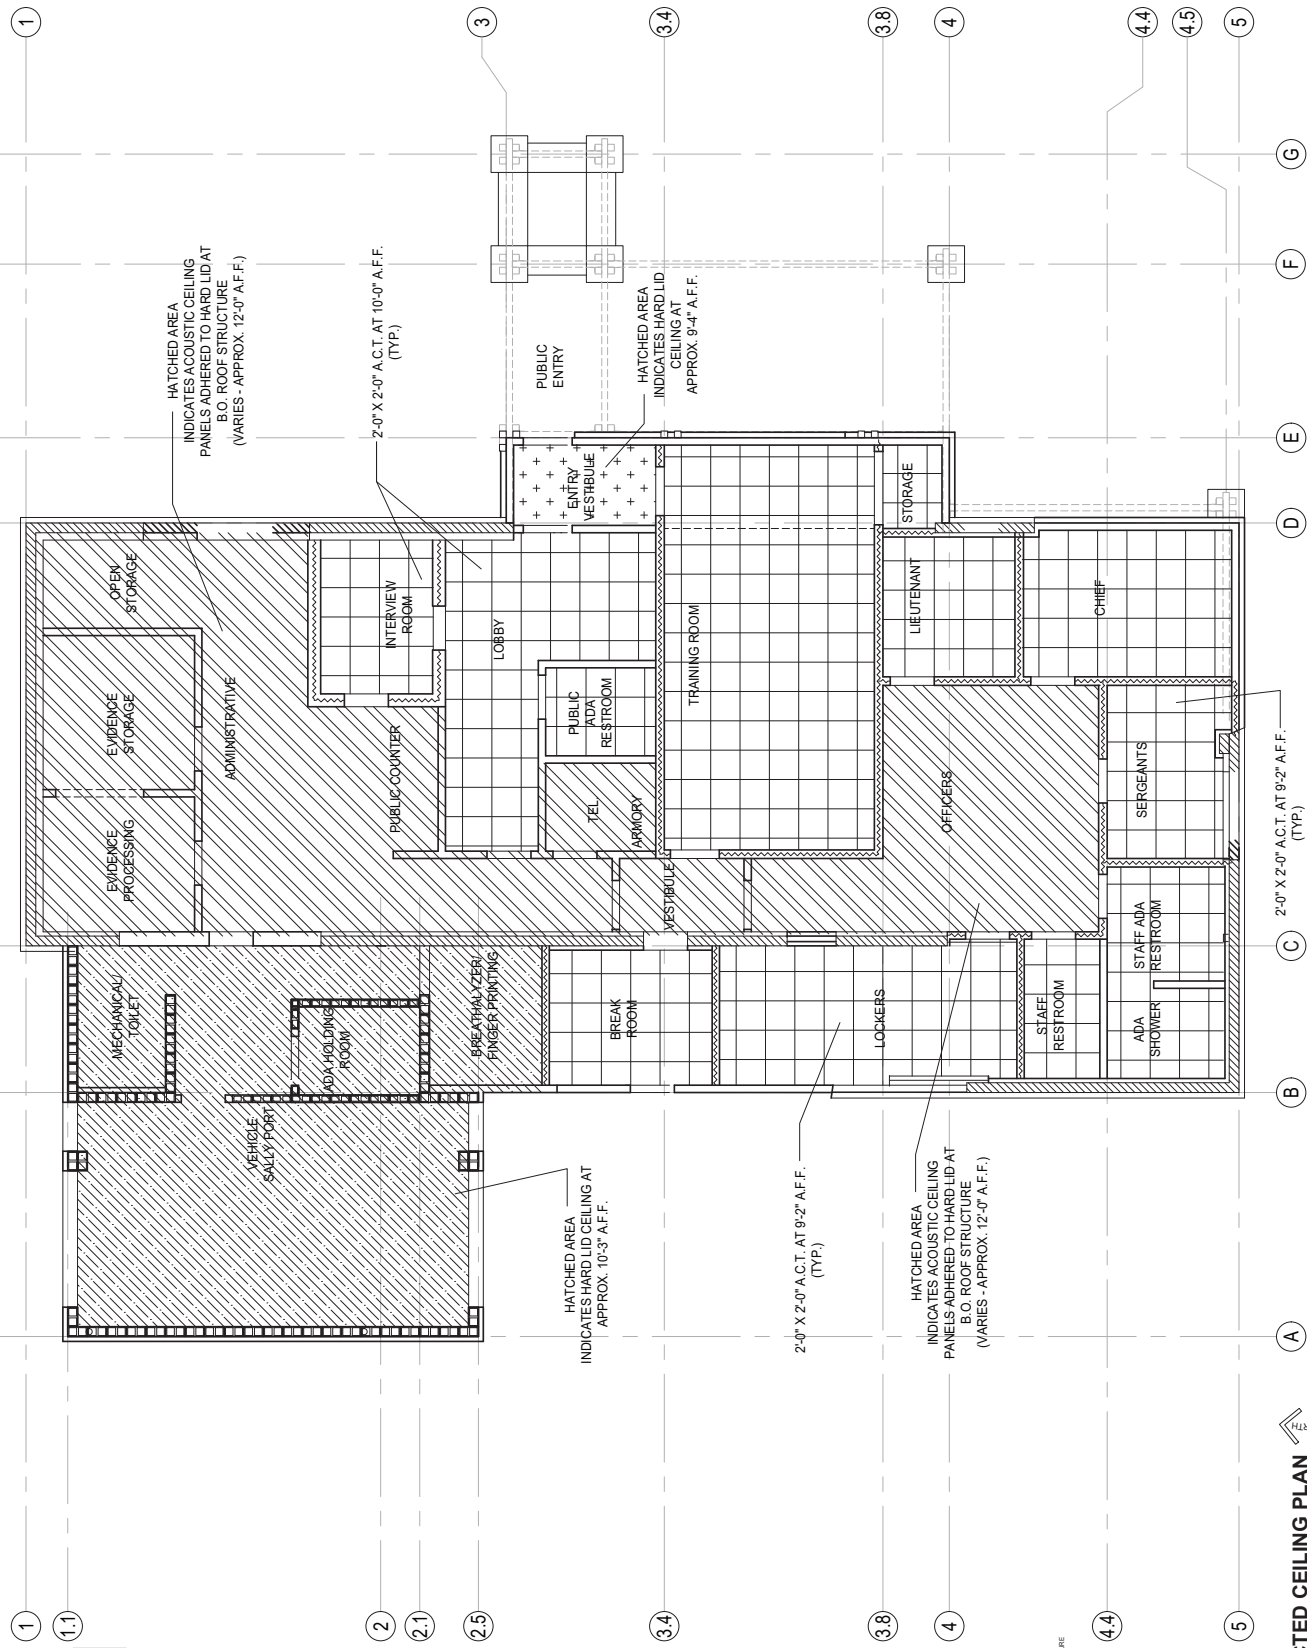 1
3
3.4
3.8
4
4.4
4.5
5
G
F
E
D
C
B
A
1
1.1
2
2.1
2.5
3.4
3.8
4
4.4
5
HATCHED AREA
INDICATES ACOUSTIC CEILING
PANELS ADHERED TO HARD LID AT
B.O. ROOF STRUCTURE
(VARIES - APPROX. 12'-0" A.F.F.)
2'-0" X 2'-0" A.C.T. AT 10'-0" A.F.F.
(TYP.)
PUBLIC
ENTRY
HATCHED AREA
INDICATES HARD LID
CEILING AT
APPROX. 9'-4" A.F.F.
OPEN
STORAGE
EVIDENCE
STORAGE
EVIDENCE
PROCESSING
ADMINISTRATIVE
INTERVIEW
ROOM
PUBLIC COUNTER
LOBBY
ENTRY
VESTIBULE
PUBLIC
ADA
RESTROOM
TEL
ARMORY
VESTIBULE
TRAINING ROOM
STORAGE
LIEUTENANT
CHIEF
OFFICERS
SERGEANTS
STAFF ADA
RESTROOM
ADA
SHOWER
STAFF
RESTROOM
LOCKERS
BREAK
ROOM
BREATHALYZER/
FINGER PRINTING
ADA HOLDING
ROOM
MECHANICAL/
TOILET
VEHICLE
SALLY PORT
HATCHED AREA
INDICATES HARD LID CEILING AT
APPROX. 10'-3" A.F.F.
2'-0" X 2'-0" A.C.T. AT 9'-2" A.F.F.
(TYP.)
HATCHED AREA
INDICATES ACOUSTIC CEILING
PANELS ADHERED TO HARD LID AT
B.O. ROOF STRUCTURE
(VARIES - APPROX. 12'-0" A.F.F.)
2'-0" X 2'-0" A.C.T. AT 9'-2" A.F.F.
(TYP.)
CTED CEILING PLAN